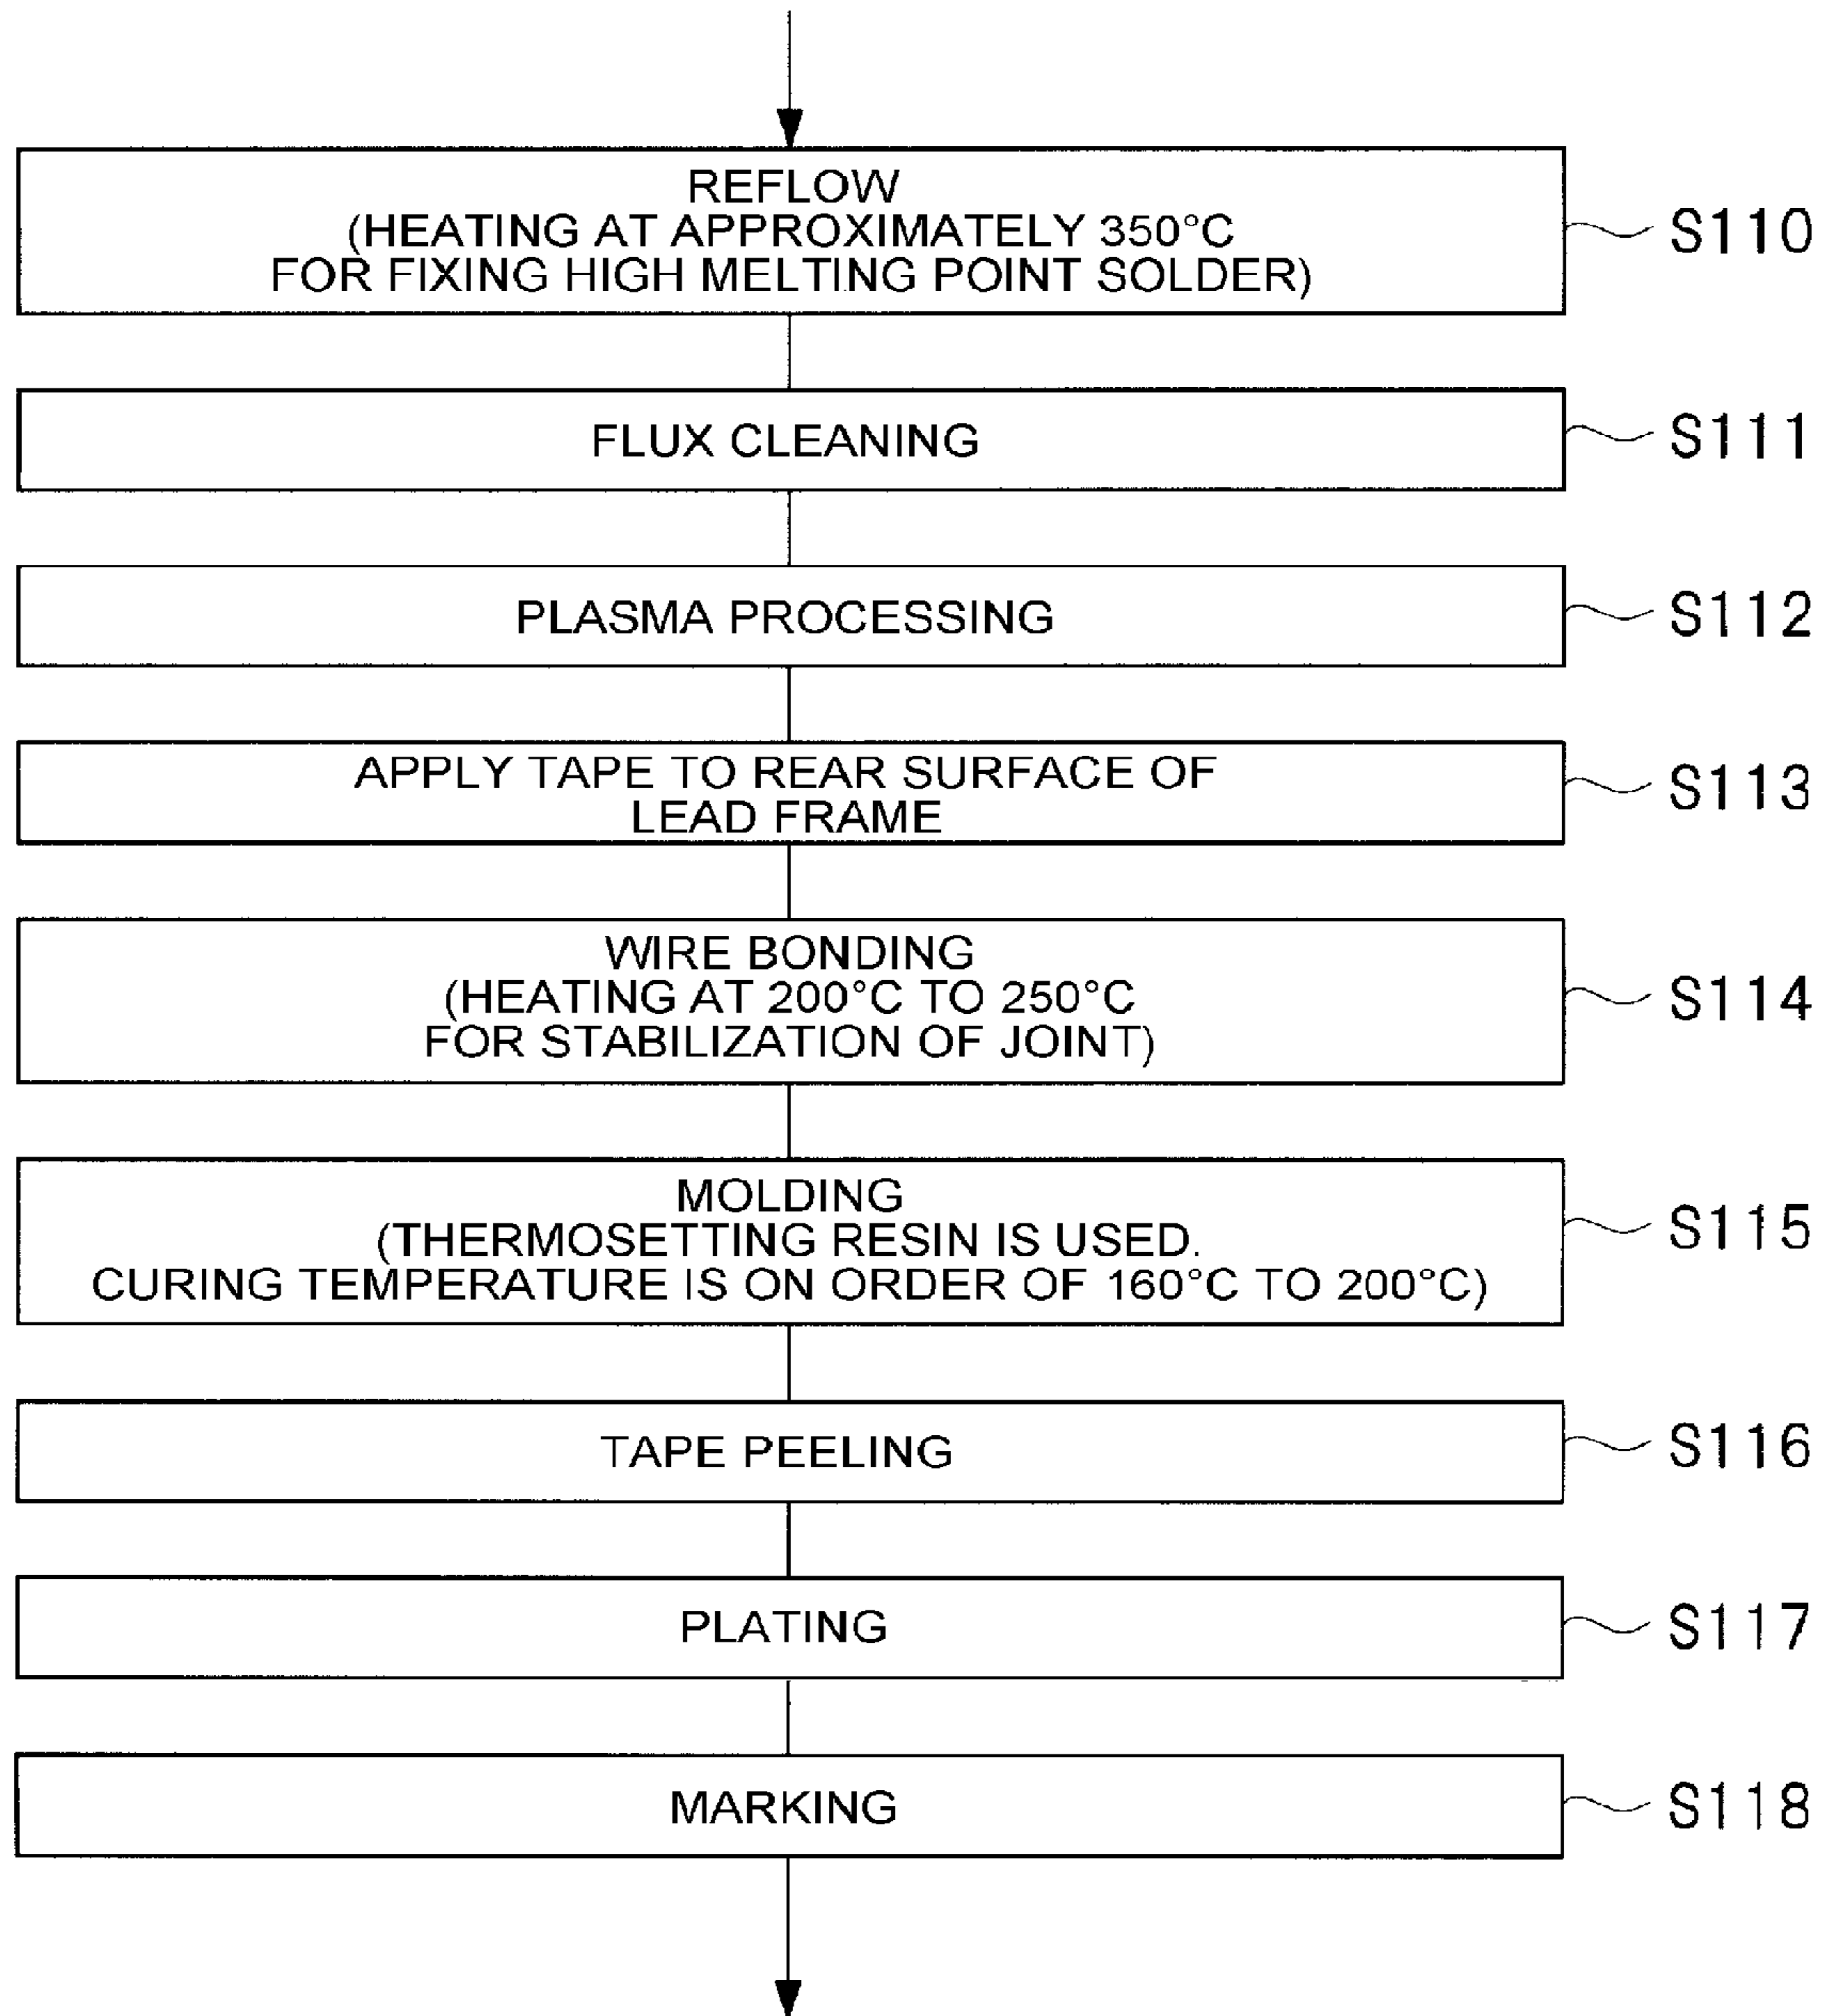 REFLOW
(HEATING AT APPROXIMATELY 350°C
FOR FIXING HIGH MELTING POINT SOLDER)
S110
FLUX CLEANING
S111
PLASMA PROCESSING
S112
APPLY TAPE TO REAR SURFACE OF
LEAD FRAME
S113
WIRE BONDING
(HEATING AT 200°C TO 250°C
FOR STABILIZATION OF JOINT)
S114
MOLDING
(THERMOSETTING RESIN IS USED.
CURING TEMPERATURE IS ON ORDER OF 160°C TO 200°C)
S115
TAPE PEELING
S116
PLATING
S117
MARKING
S118